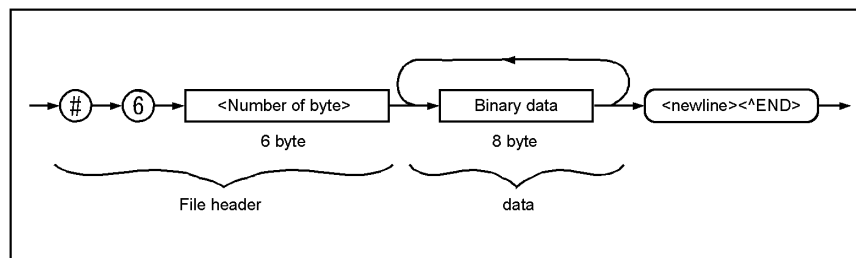 # 6 <Number of byte> Binary data <newline><^END>
6 byte 8 byte
File header data